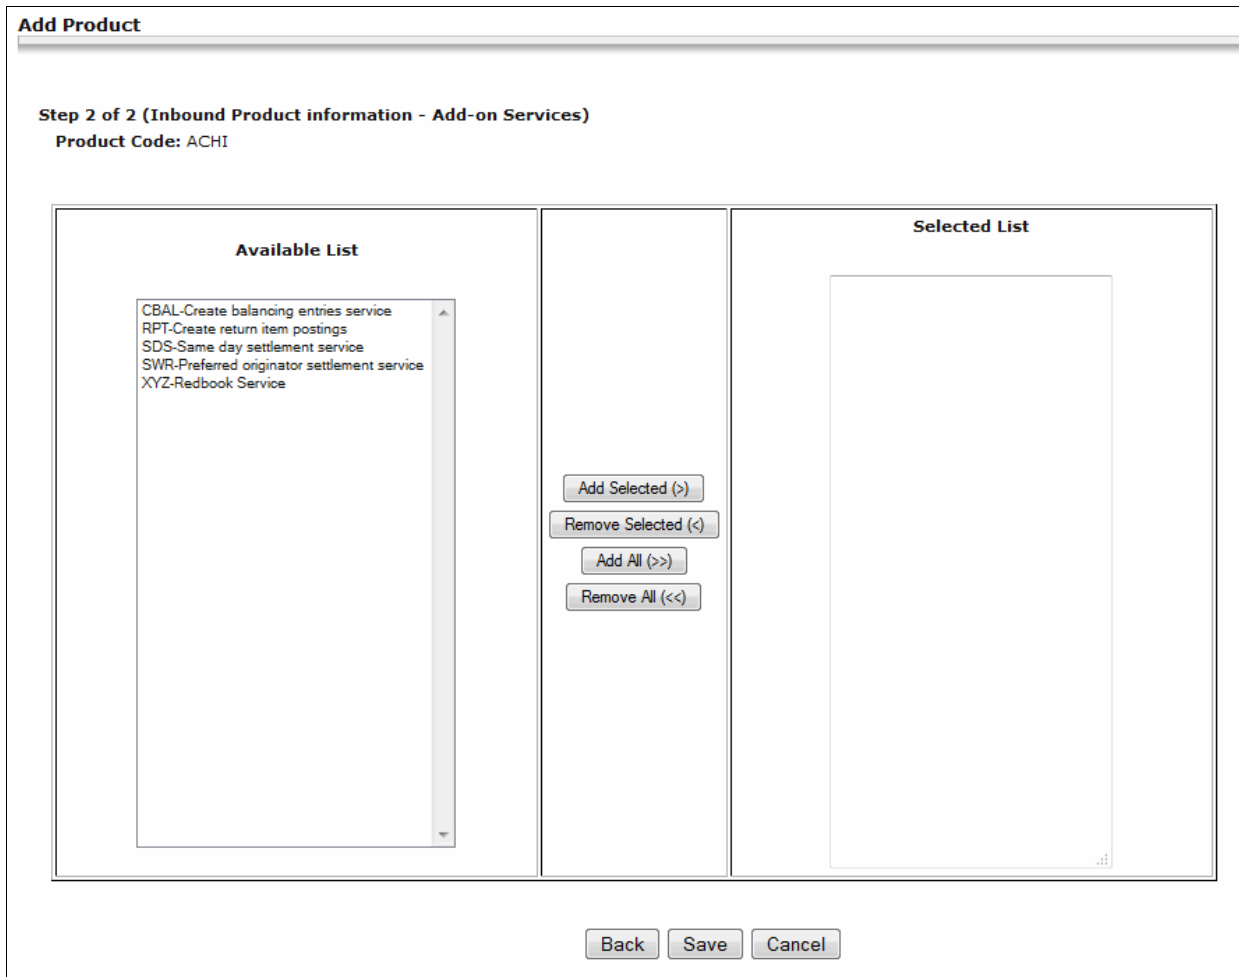 Add Product
Step 2 of 2 (Inbound Product information - Add-on Services)
Product Code: ACHI
Available List
CBAL-Create balancing entries service
RPT-Create return item postings
SDS-Same day settlement service
SWR-Preferred originator settlement service
XYZ-Redbook Service
Add Selected (>)
Remove Selected (<)
Add All (>>)
Remove All (<<)
Selected List
Back Save Cancel